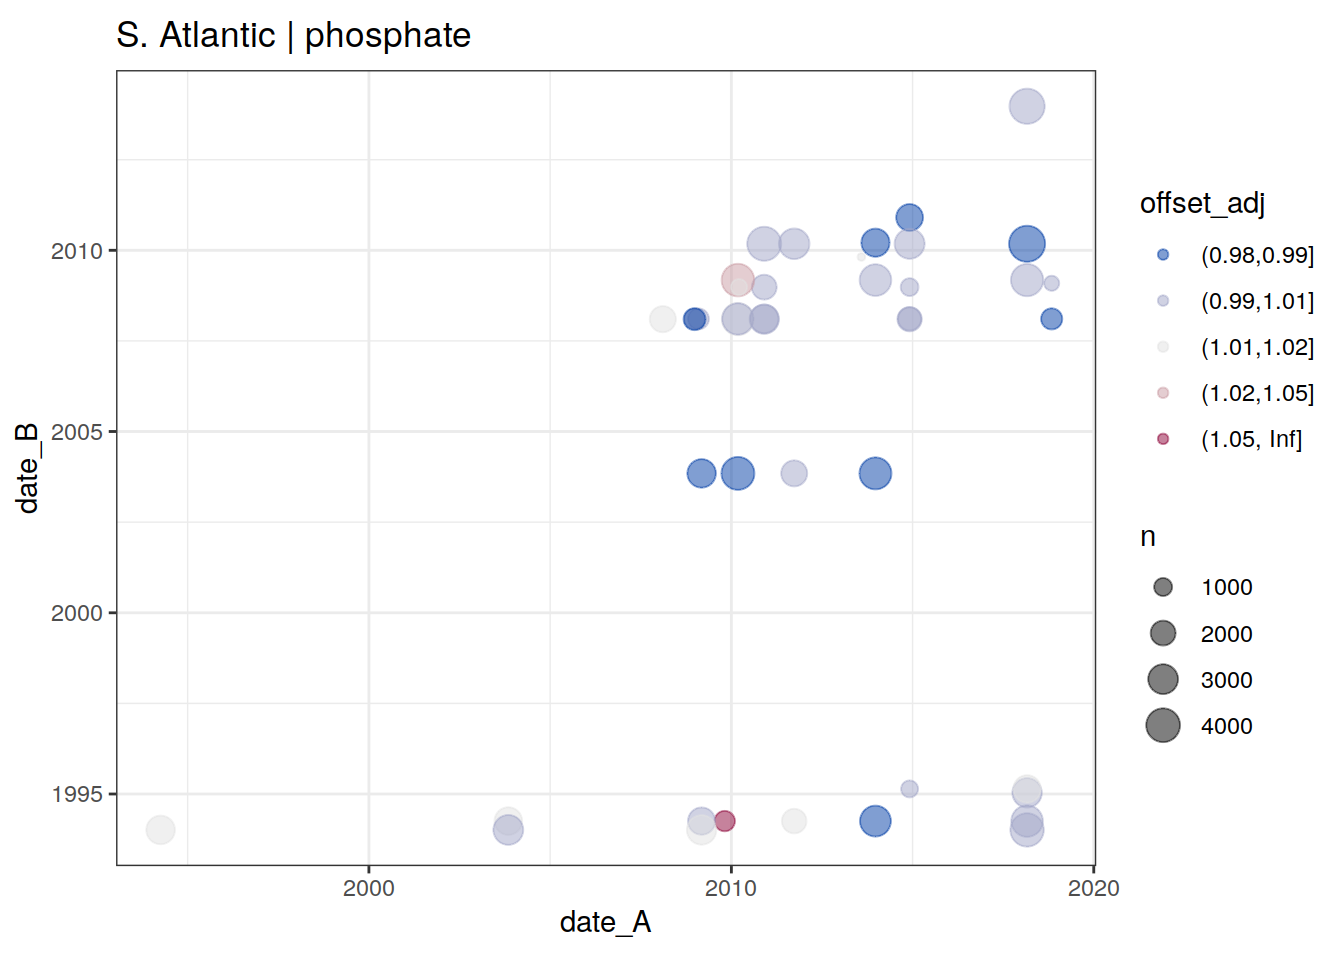 S. Atlantic | phosphate
date_B
2010
2005
2000
1995
2000
2010
2020
date_A
offset_adj
(0.98,0.99]
(0.99,1.01]
(1.01,1.02]
(1.02,1.05]
(1.05, Inf]
n
1000
2000
3000
4000